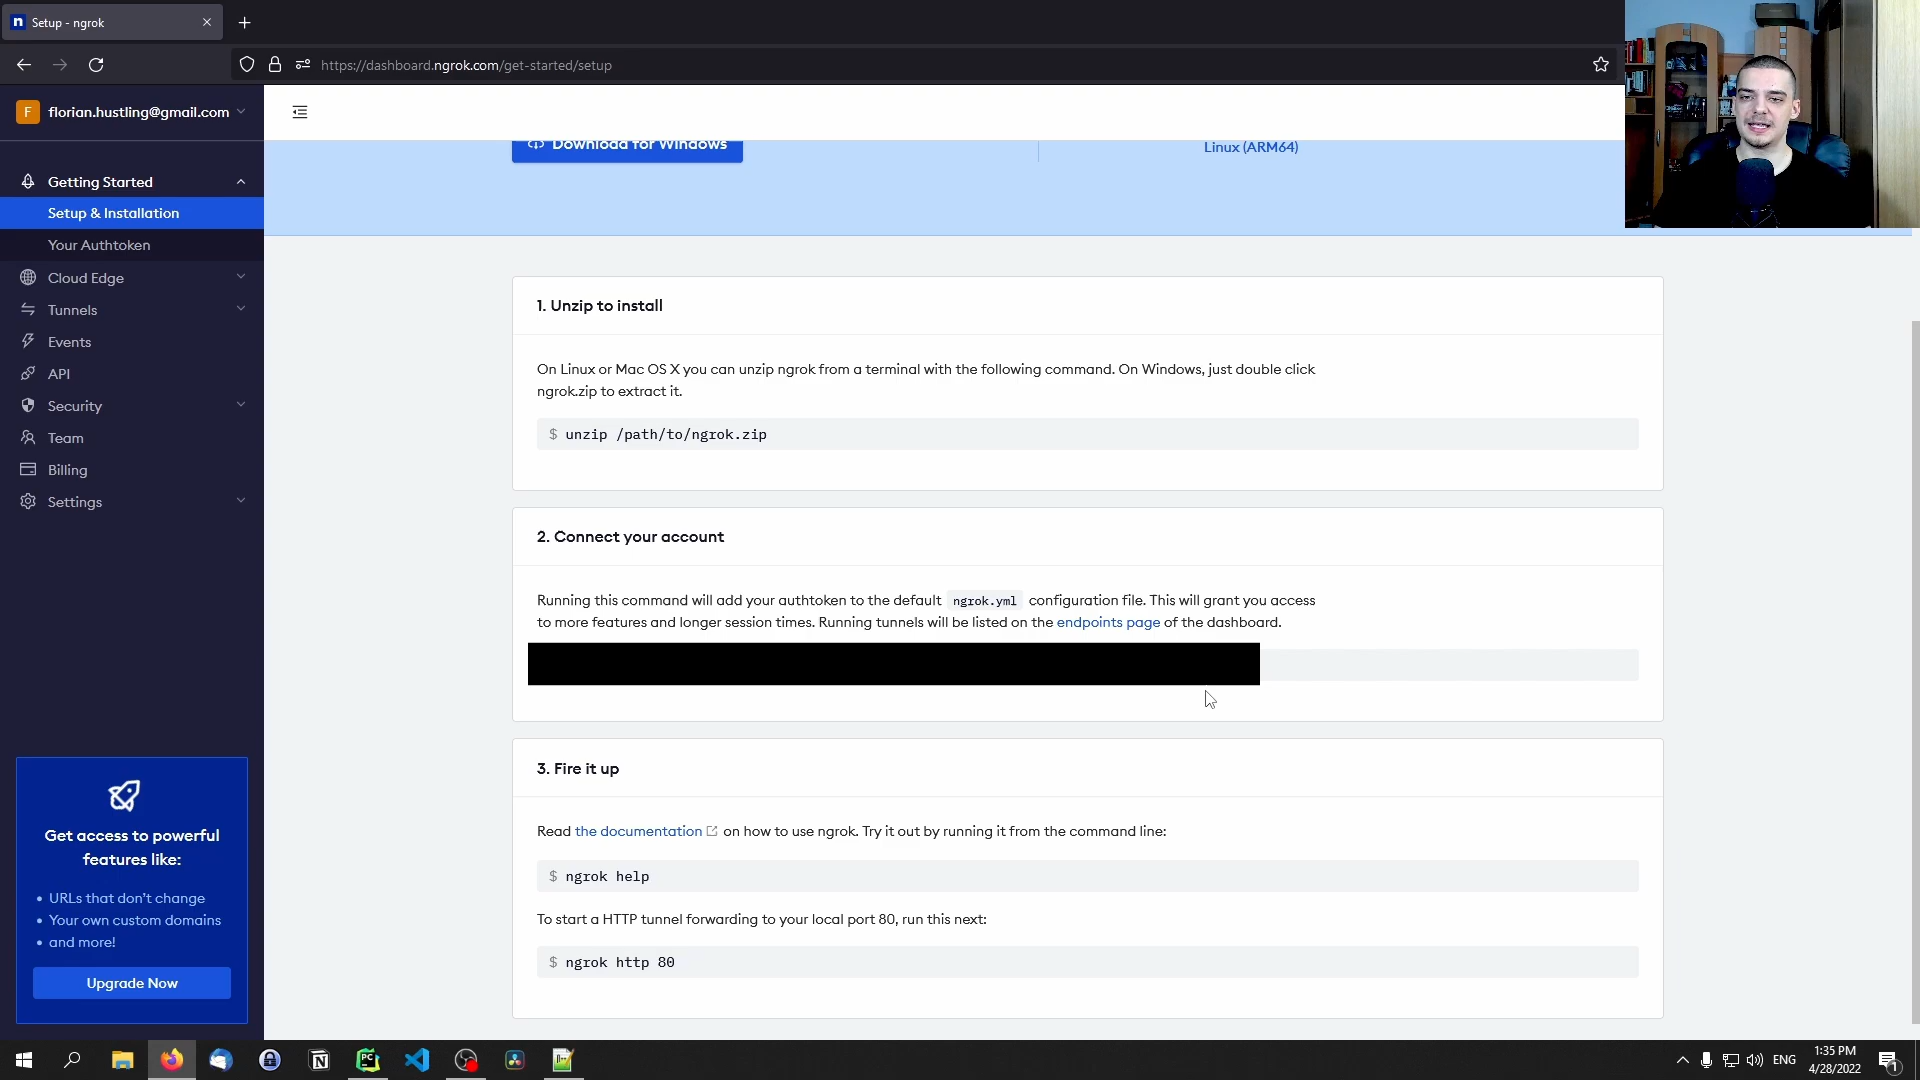 Setup - ngrok
https://dashboard.ngrok.com/get-started/setup
F florian.hustling@gmail.com
Getting Started
Setup & Installation
Your Authtoken
Cloud Edge
Tunnels
Events
API
Security
Team
Billing
Settings
Get access to powerful
features like:
• URLs that don't change
• Your own custom domains
• and more!
Upgrade Now
Download for Windows
Linux (ARM64)
1. Unzip to install
On Linux or Mac OS X you can unzip ngrok from a terminal with the following command. On Windows, just double click
ngrok.zip to extract it.
$ unzip /path/to/ngrok.zip
2. Connect your account
Running this command will add your authtoken to the default ngrok.yml configuration file. This will grant you access
to more features and longer session times. Running tunnels will be listed on the endpoints page of the dashboard.
3. Fire it up
Read the documentation on how to use ngrok. Try it out by running it from the command line:
$ ngrok help
To start a HTTP tunnel forwarding to your local port 80, run this next:
$ ngrok http 80
ENG
1:35 PM
4/28/2022
1